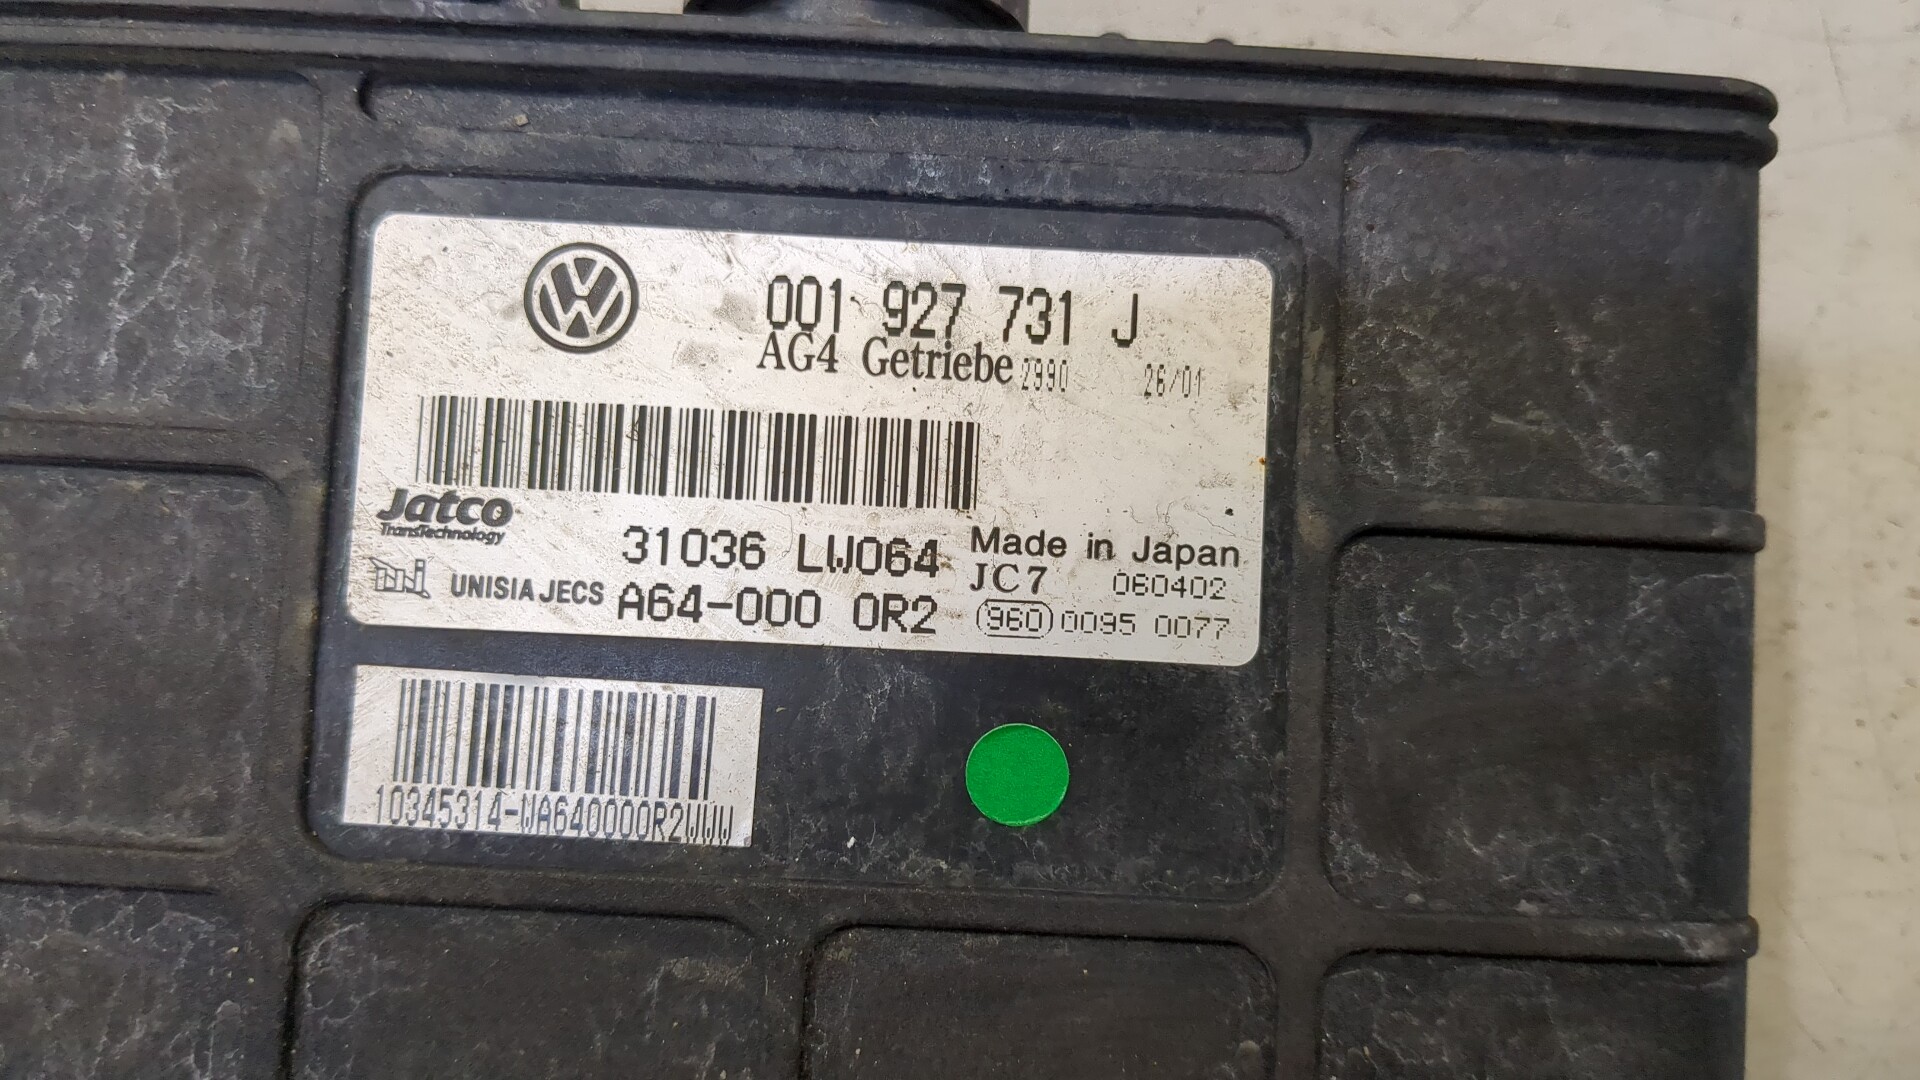 001 927 731 J
AG4 Getriebe 2990 26/01
Jatco
TransTechnology
31036 LW064
Made in Japan
UNISIA JECS
A64-000 0R2
JC7 060402
960 0095 0077
10345314-WA640000R2WWW